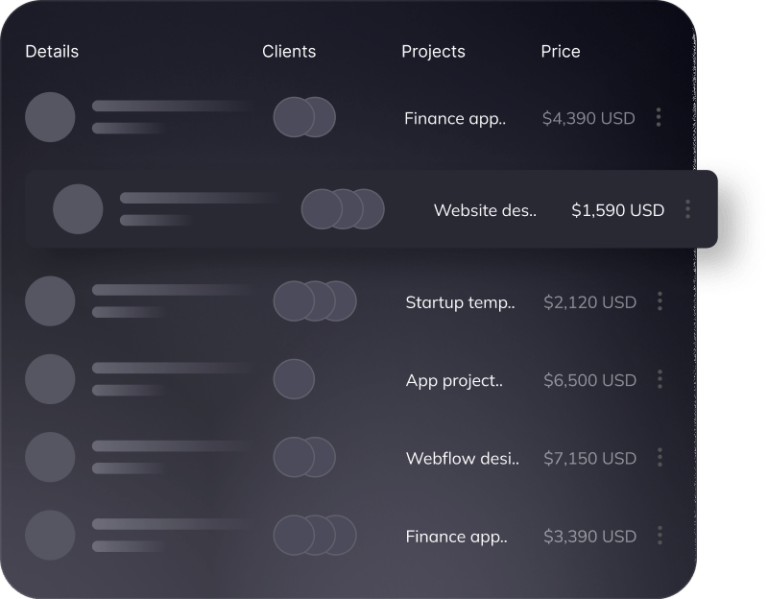 Details Clients Projects Price
Finance app.. $4,390 USD
Website des.. $1,590 USD
Startup temp.. $2,120 USD
App project.. $6,500 USD
Webflow desi.. $7,150 USD
Finance app.. $3,390 USD